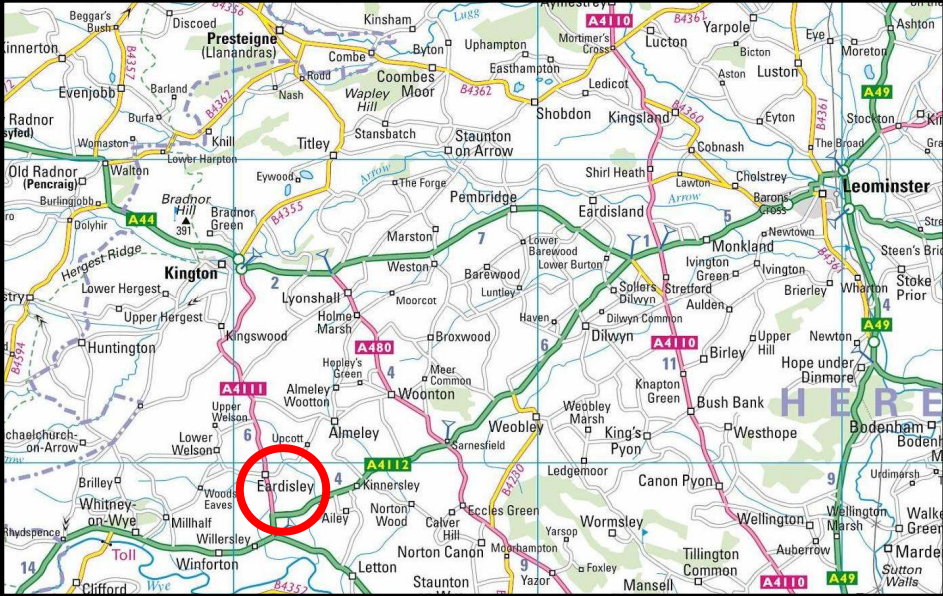 Beggar's
Bush
Discoed
B4356
Kinsham
Lugg
Aymestrey
A4110
B4362
Yarpole
Ashton
Kinnerton
B4357
Presteigne
(Llanandras)
Combe
Byton
Uphampton
Mortimer's
Cross
Lucton
Bicton
Eye
Moreton
Easthampton
Luston
Evenjobb
Barland
B4362
Rodd
Nash
Wapley
Hill
Coombes
Moor
B4362
Shobdon
Ledicot
Aston
A49
Radnor
Burfa
Knill
Stansbatch
Staunton
on Arrow
Kingsland
B4360
Eyton
B4361
Stockton
Womaston
Lower Harpton
Titley
Cobnash
The Broad
Old Radnor
(Pencraig)
Walton
Eywood
Arrow
The Forge
Shirl Heath
Lawton
Cholstrey
Leominster
Burlingjobb
Bradnor
Hill
391
Bradnor
Green
B4355
Pembridge
Eardisland
Arrow
Barons'
Cross
Dolyhir
A44
Marston
7
Lower
Barewood
Lower Burton
1
5
Monkland
Newtown
Hergest Ridge
Kington
2
Weston
Barewood
Luntley
Sollers
Dilwyn
Stretford
Ivington
Green
Ivington
Brierley
B4361
Wharton
Stoke
Prior
Lower Hergest
Upper Hergest
Lyonshall
Moorcot
Holme
Marsh
Haven
Dilwyn Common
Aulden
4
A49
Huntington
B4594
Kingswood
A480
Broxwood
6
Dilwyn
A4110
Birley
Upper
Hill
Newton
Hope under
Dinmore
A4111
Hopley's
Green
4
Meer
Common
11
Knapton
Green
Almeley
Wootton
Woonton
Bush Bank
HERE
Upper
Welson
6
Upcott
Almeley
Weobley
Weobley
Marsh
King's
Pyon
Westhope
Bodenham
Lower
Welson
Sarnesfield
A4112
Ledgemoor
Brilley
Eardisley
4
Kinnersley
B4230
Canon Pyon
9
Urdimarsh
Whitney-
on-Wye
Woods
Eaves
Millhalf
Ailey
Norton
Wood
Calver
Hill
Eccles Green
Wormsley
Wellington
Wellington
Marsh
Rhydspence
Toll
Willersley
Winforton
Norton Canon
Moorhampton
Yarsop
Auberrow
14
Clifford
Wye
B4352
Letton
Staunton
9
Yazor
Foxley
Mansell
Tillington
Common
A4110
A49
Sutton
Walls